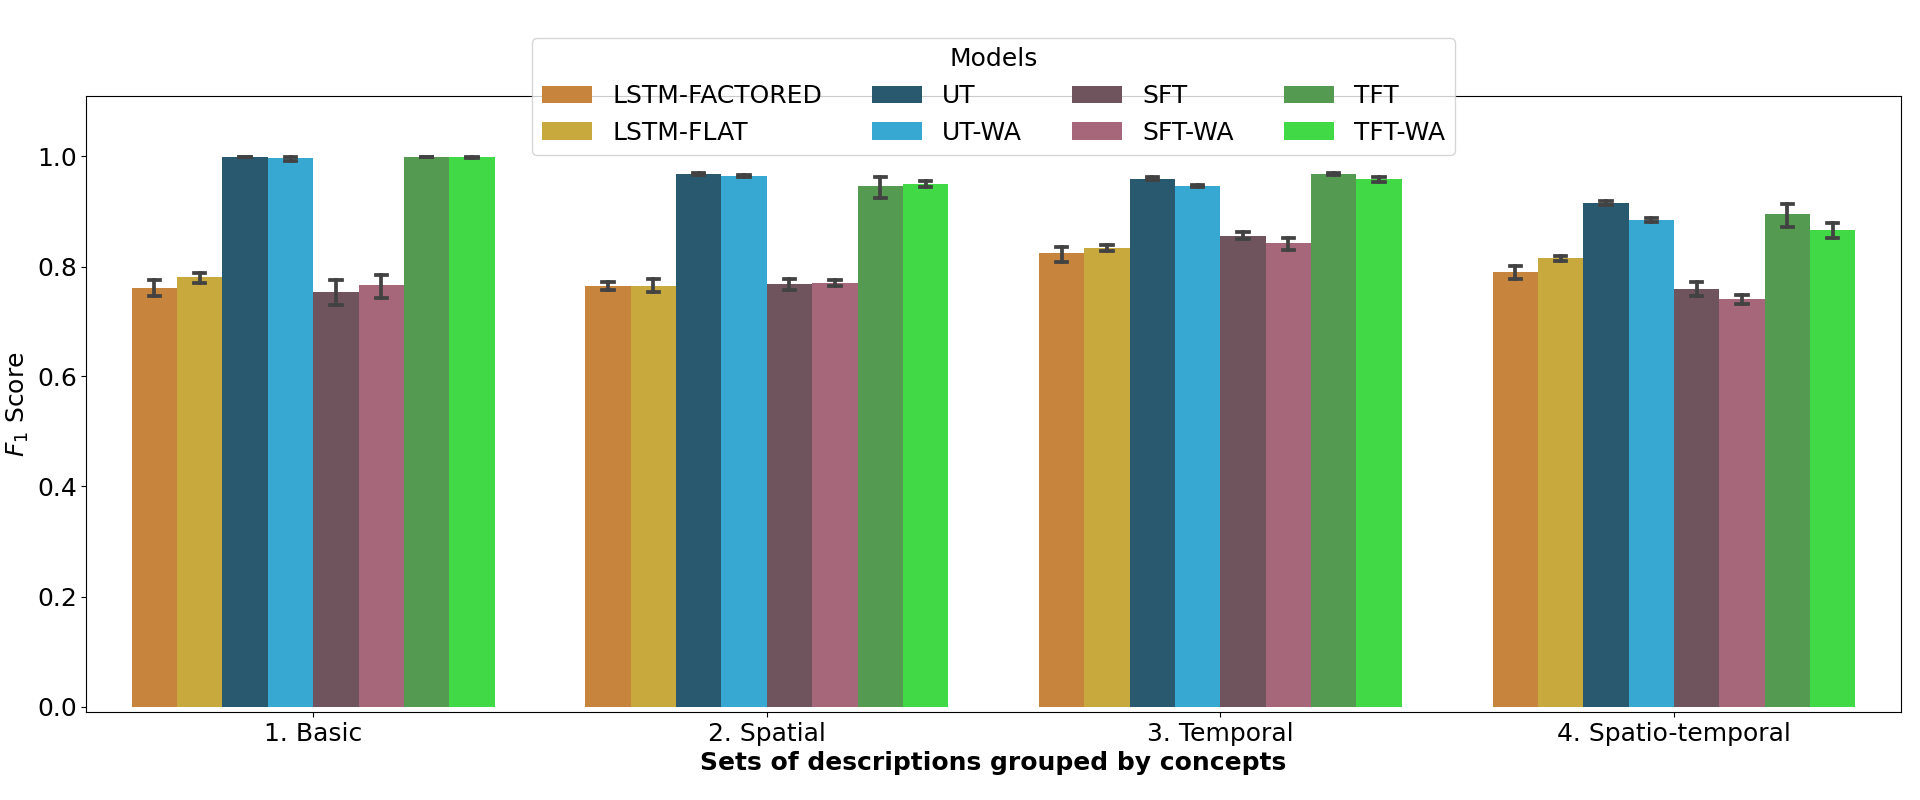 Models
LSTM-FACTORED UT SFT TFT
LSTM-FLAT UT-WA SFT-WA TFT-WA
F1 Score
1.0
0.8
0.6
0.4
0.2
0.0
1. Basic 2. Spatial 3. Temporal 4. Spatio-temporal
Sets of descriptions grouped by concepts